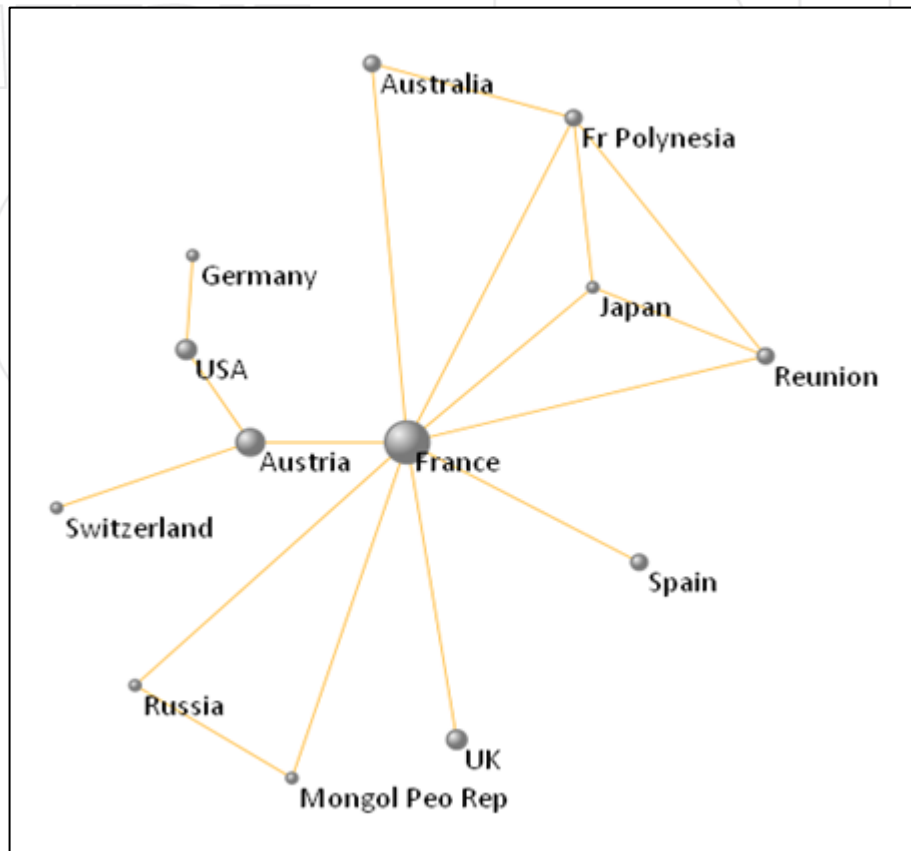 Australia
Fr Polynesia
Germany
Japan
USA
Reunion
Austria
France
Switzerland
Spain
Russia
UK
Mongol Peo Rep